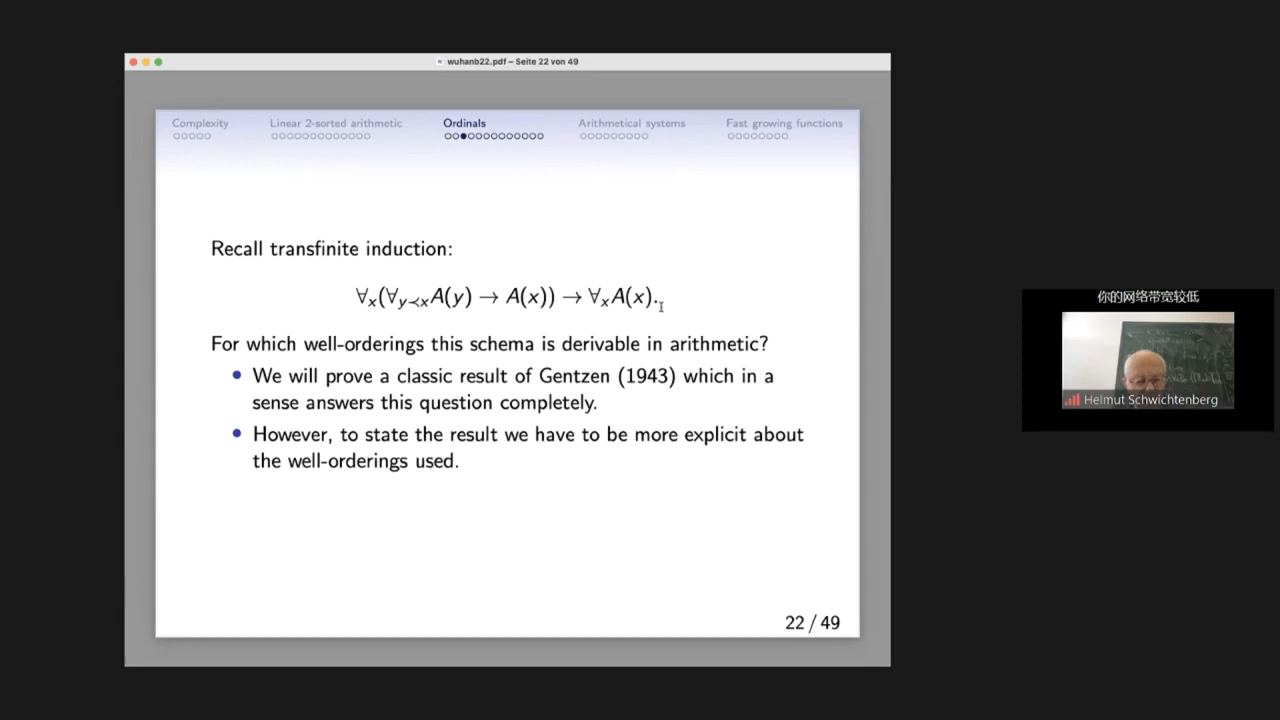 wuhanb22.pdf – Seite 22 von 49
Complexity Linear 2-sorted arithmetic Ordinals Arithmetical systems Fast growing functions
Recall transfinite induction:
∀ₓ(∀_{y≺x}A(y) → A(x)) → ∀ₓA(x).
For which well-orderings this schema is derivable in arithmetic?
• We will prove a classic result of Gentzen (1943) which in a
sense answers this question completely.
• However, to state the result we have to be more explicit about
the well-orderings used.
22 / 49
你的网络带宽较低
Helmut Schwichtenberg